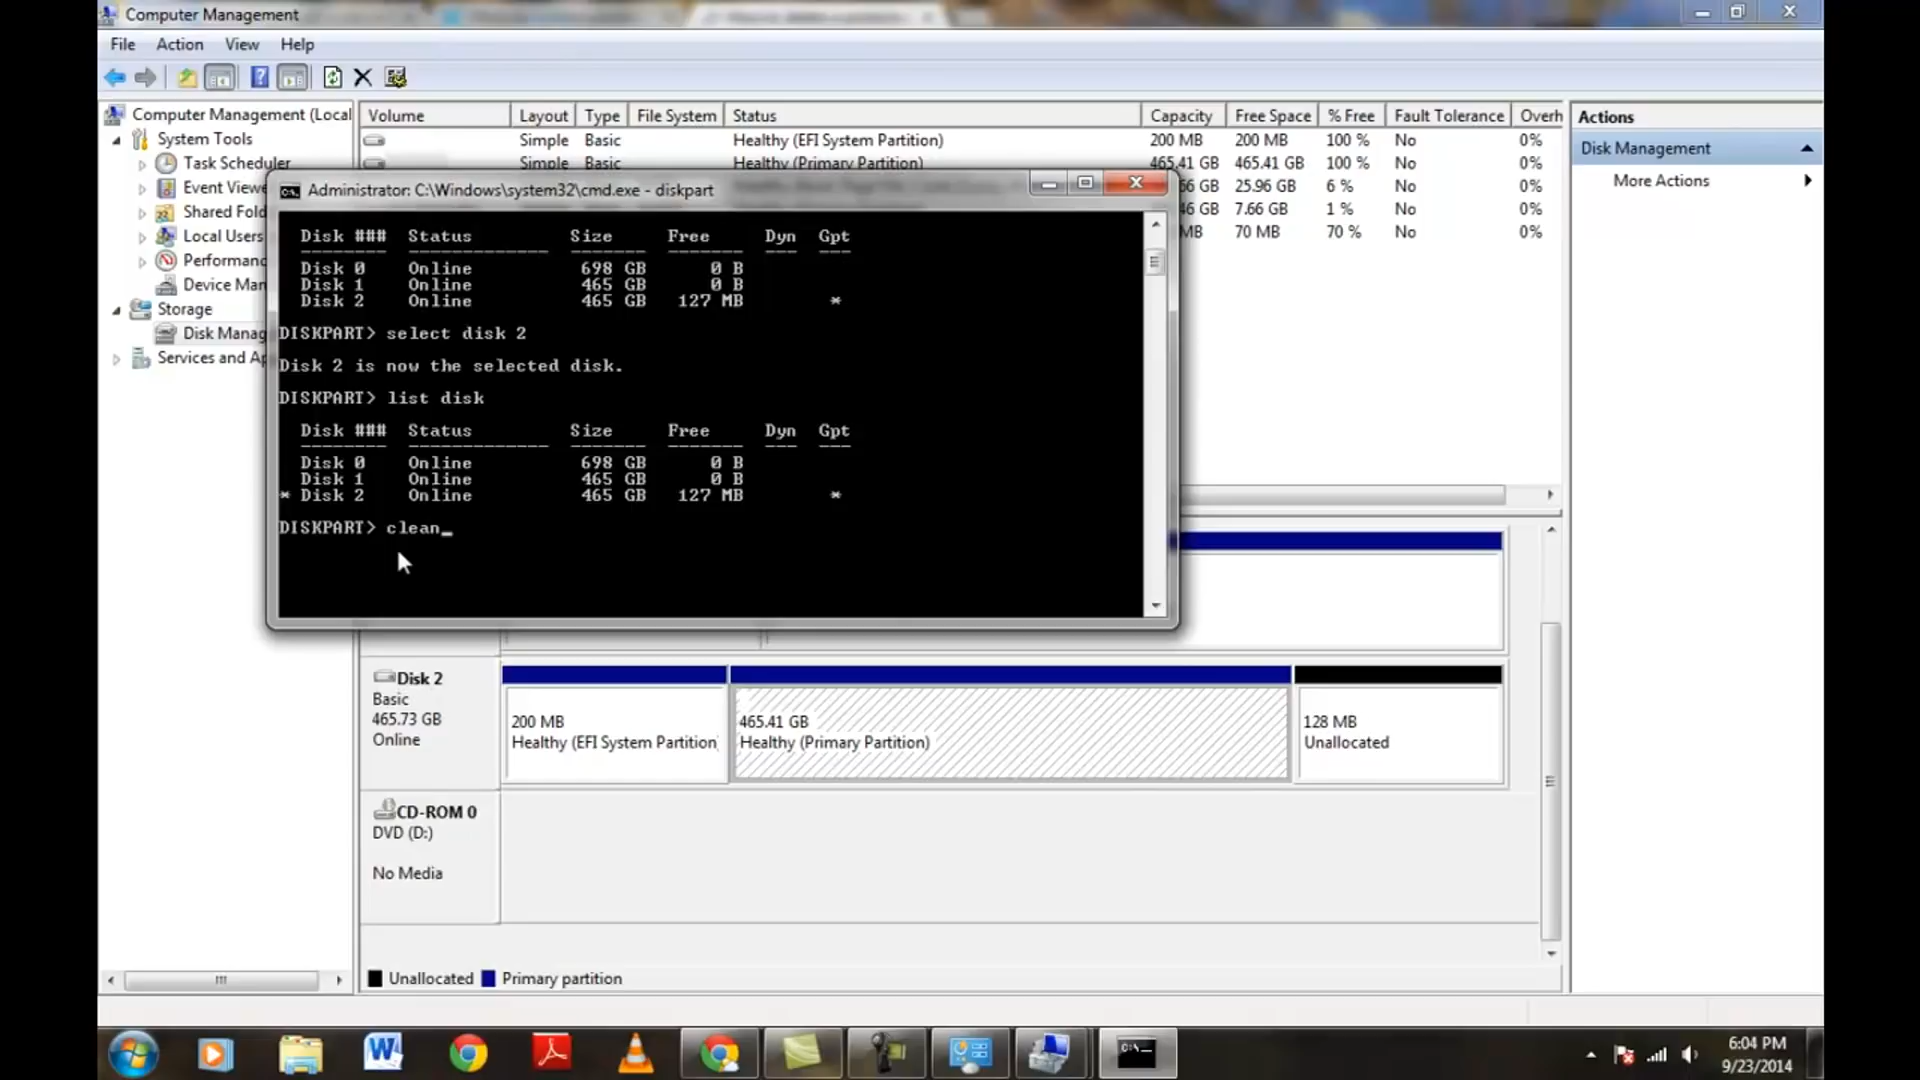 Computer Management
File Action View Help
Computer Management (Local
System Tools
Task Scheduler
Event Viewe
Shared Fold
Local Users
Performanc
Device Man
Storage
Disk Manag
Services and Ap
Volume Layout Type File System Status Capacity Free Space % Free Fault Tolerance Overh
Simple Basic Healthy (EFI System Partition) 200 MB 200 MB 100 % No 0%
Simple Basic Healthy (Primary Partition) 465.41 GB 465.41 GB 100 % No 0%
66 GB 25.96 GB 6 % No 0%
46 GB 7.66 GB 1 % No 0%
MB 70 MB 70 % No 0%
Actions
Disk Management
More Actions
Administrator: C:\Windows\system32\cmd.exe - diskpart
Disk ### Status Size Free Dyn Gpt
-------- ------------- ------- ------- --- ---
Disk 0 Online 698 GB 0 B
Disk 1 Online 465 GB 0 B
Disk 2 Online 465 GB 127 MB *
DISKPART> select disk 2
Disk 2 is now the selected disk.
DISKPART> list disk
Disk ### Status Size Free Dyn Gpt
-------- ------------- ------- ------- --- ---
Disk 0 Online 698 GB 0 B
Disk 1 Online 465 GB 0 B
* Disk 2 Online 465 GB 127 MB *
DISKPART> clean_
Disk 2
Basic
465.73 GB
Online
200 MB
Healthy (EFI System Partition)
465.41 GB
Healthy (Primary Partition)
128 MB
Unallocated
CD-ROM 0
DVD (D:)
No Media
Unallocated Primary partition
6:04 PM
9/23/2014